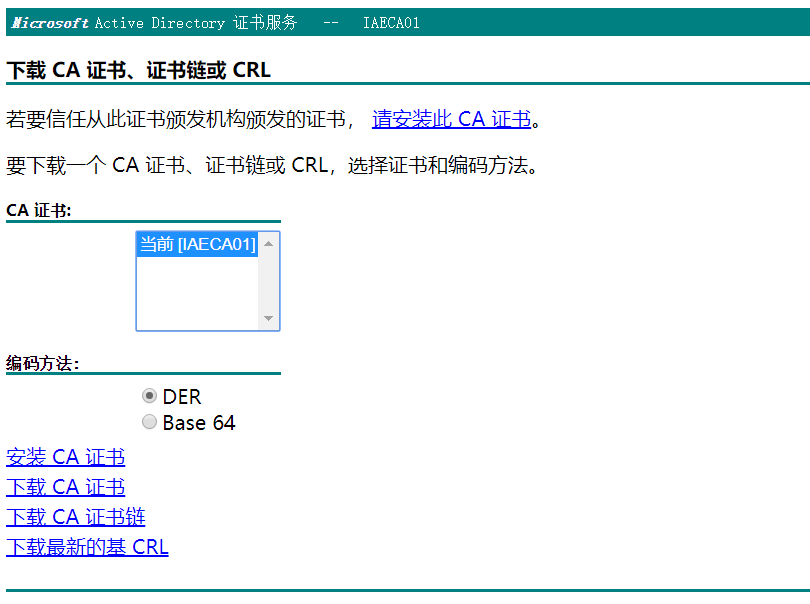 Microsoft Active Directory 证书服务 -- IAECA01
下载 CA 证书、证书链或 CRL
若要信任从此证书颁发机构颁发的证书， 请安装此 CA 证书。
要下载一个 CA 证书、证书链或 CRL，选择证书和编码方法。
CA 证书:
当前 [IAECA01]
编码方法:
DER
Base 64
安装 CA 证书
下载 CA 证书
下载 CA 证书链
下载最新的基 CRL